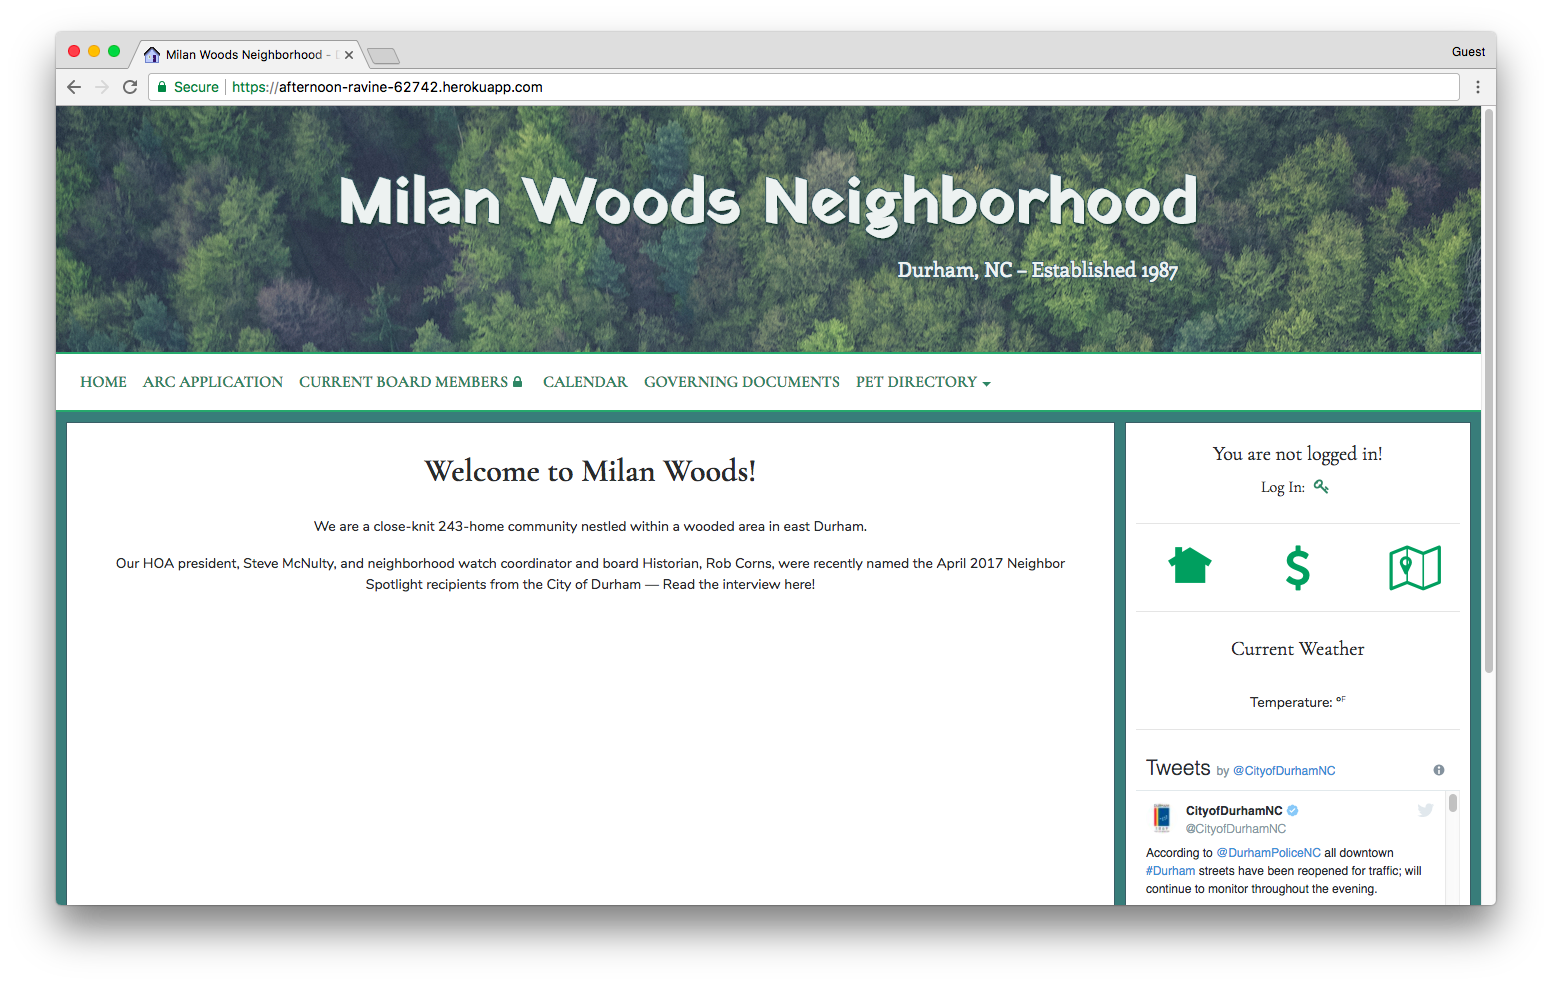 Milan Woods Neighborhood -
Guest
Secure https://afternoon-ravine-62742.herokuapp.com
Milan Woods Neighborhood
Durham, NC – Established 1987
HOME ARC APPLICATION CURRENT BOARD MEMBERS CALENDAR GOVERNING DOCUMENTS PET DIRECTORY
Welcome to Milan Woods!
We are a close-knit 243-home community nestled within a wooded area in east Durham.
Our HOA president, Steve McNulty, and neighborhood watch coordinator and board Historian, Rob Corns, were recently named the April 2017 Neighbor
Spotlight recipients from the City of Durham — Read the interview here!
You are not logged in!
Log In:
$
Current Weather
Temperature: °F
Tweets by @CityofDurhamNC
CityofDurhamNC
@CityofDurhamNC
According to @DurhamPoliceNC all downtown
#Durham streets have been reopened for traffic; will
continue to monitor throughout the evening.